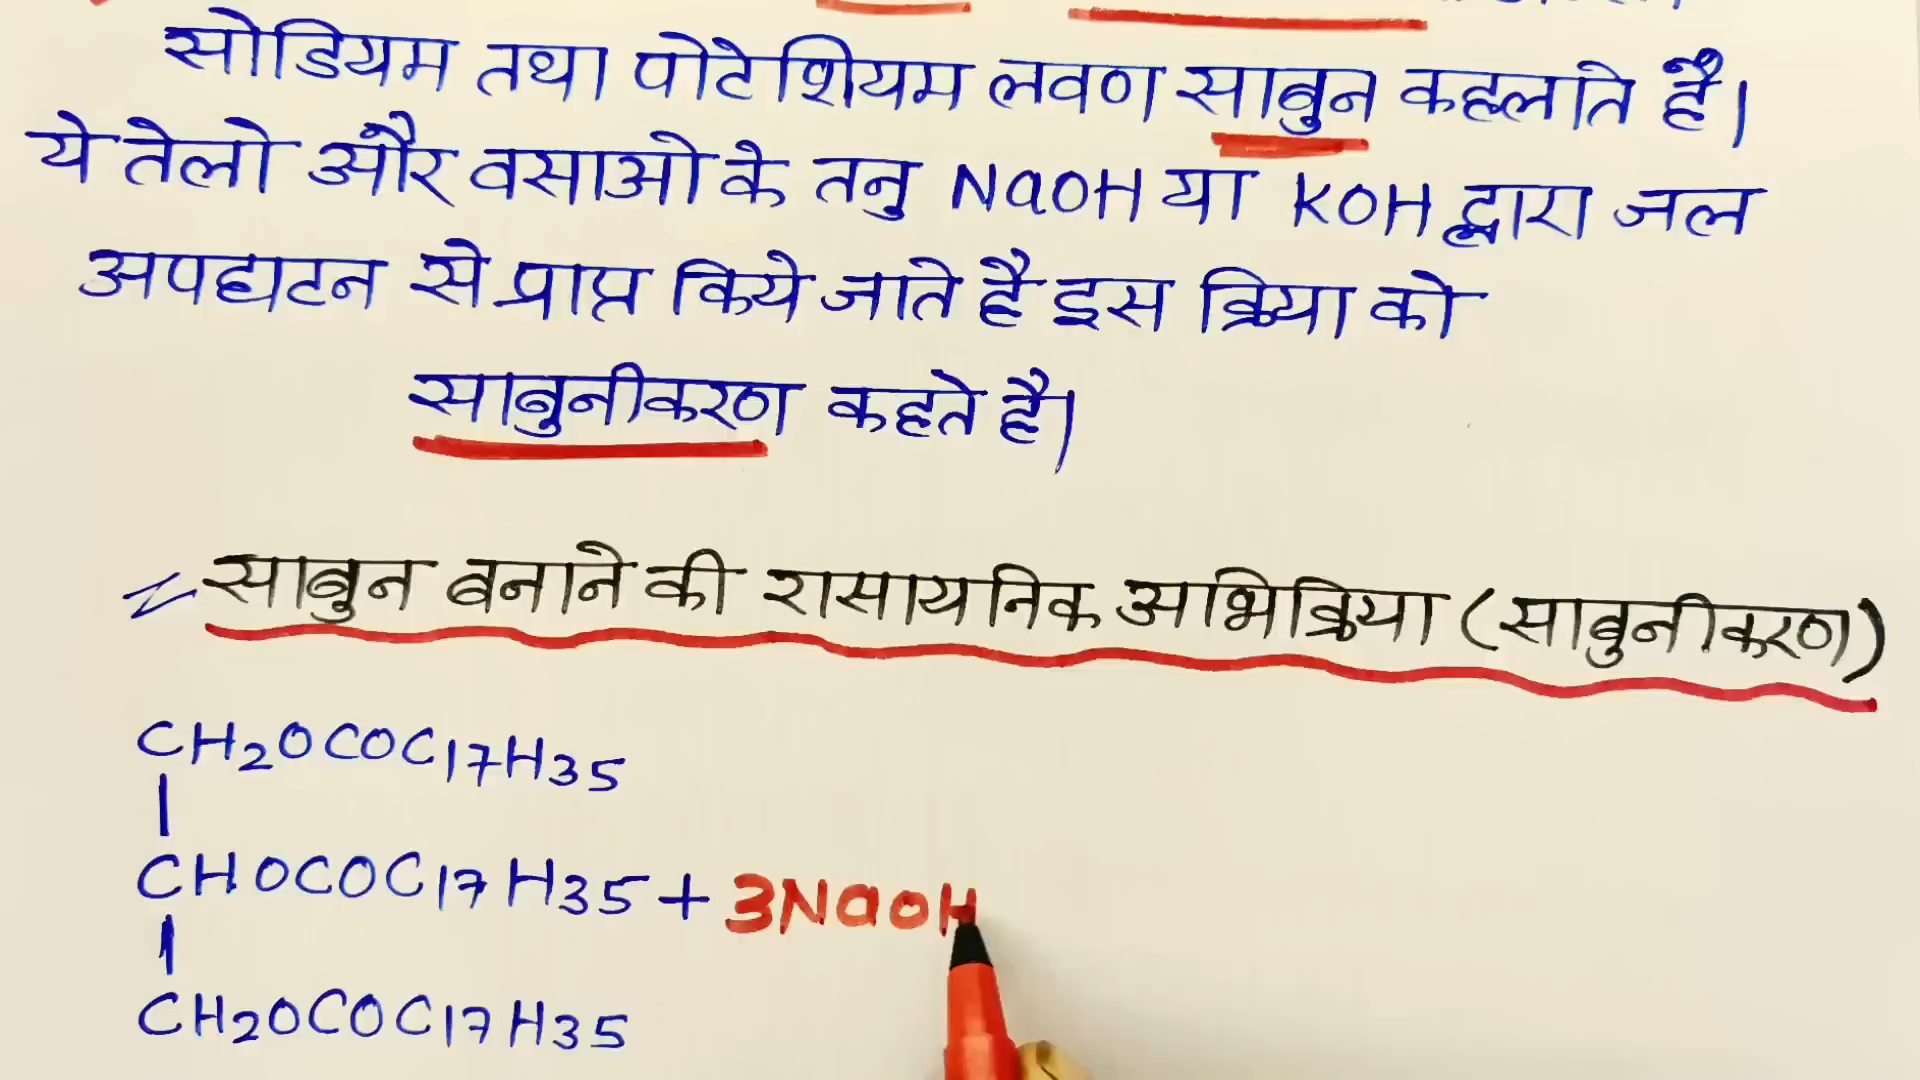 सोडियम तथा पोटेशियम लवण साबुन कहलाते है।
ये तेलो और वसाओ के तनु NaOH या KOH द्वारा जल
अपघटन से प्राप्त किये जाते है इस क्रिया को
साबुनीकरण कहते है।
साबुन बनाने की रासायनिक अभिक्रिया (साबुनीकरण)
CH2OCOC17H35
|
CHOCOC17H35 + 3NaOH
|
CH2OCOC17H35